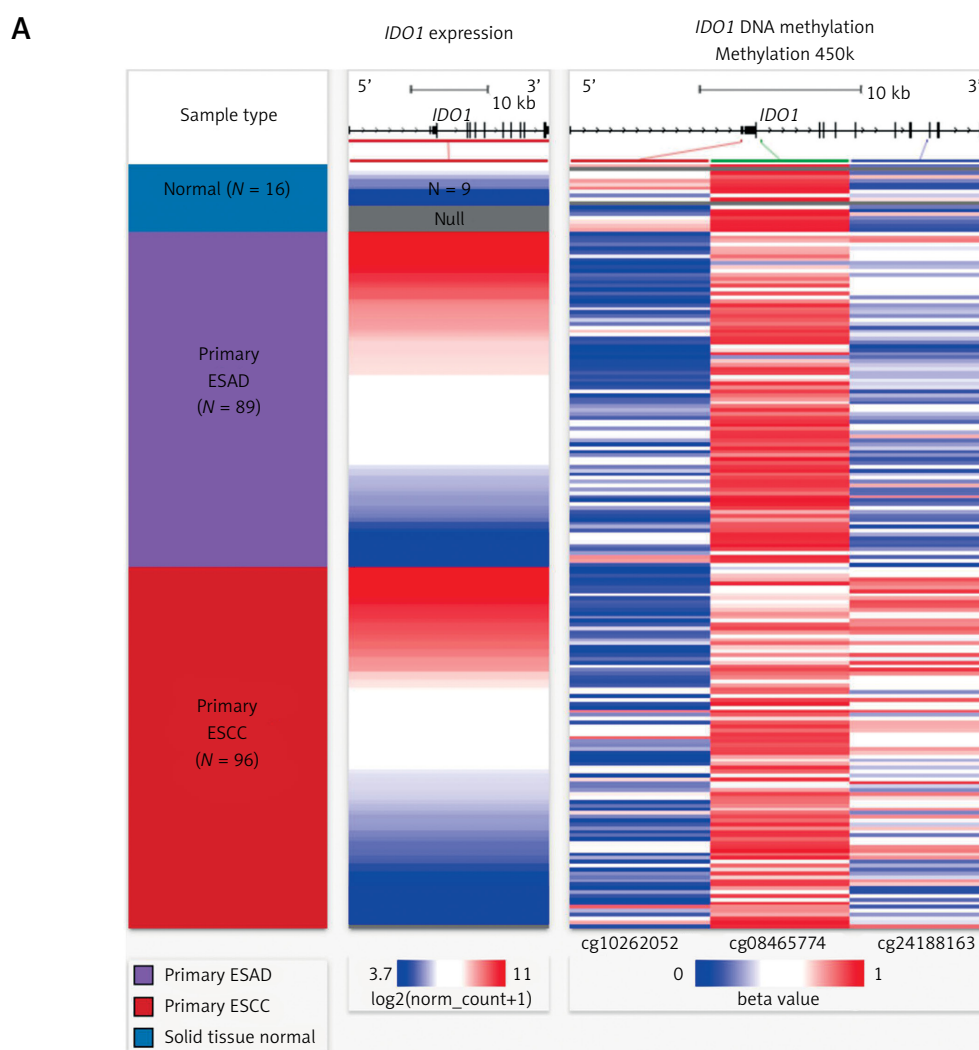 A
IDO1 expression
IDO1 DNA methylation
Methylation 450k
Sample type
5’ 3’
10 kb
IDO1
5’ 3’
10 kb
IDO1
Normal (N = 16)
N = 9
Null
Primary
ESAD
(N = 89)
Primary
ESCC
(N = 96)
cg10262052 cg08465774 cg24188163
Primary ESAD
Primary ESCC
Solid tissue normal
3.7 11
log2(norm_count+1)
0 1
beta value